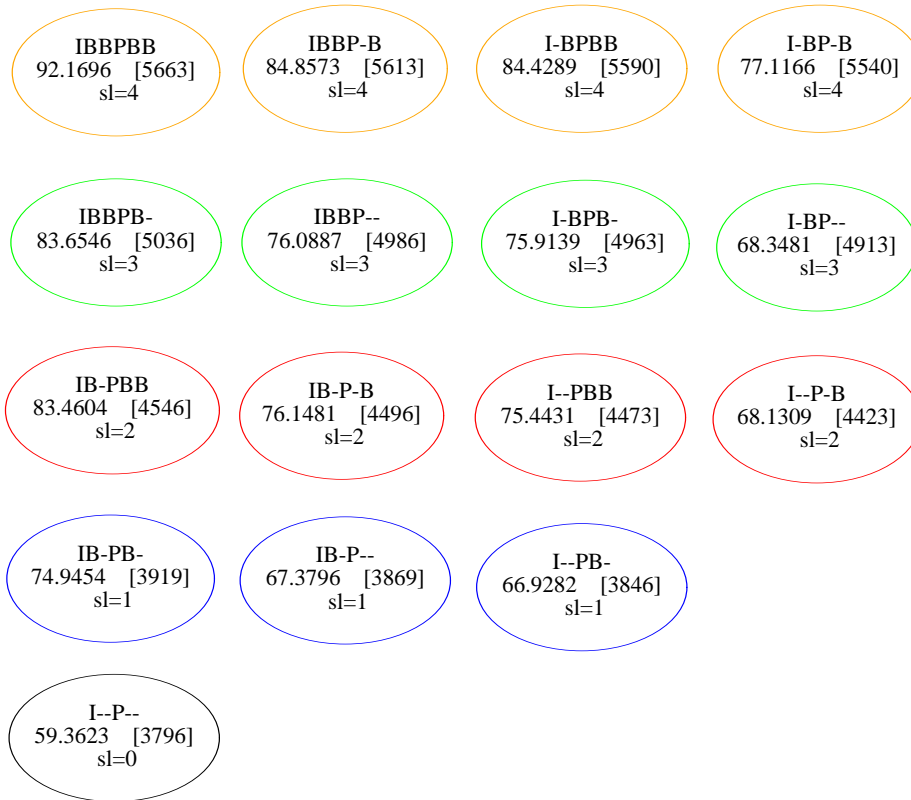 IBBPBB
92.1696 [5663]
sl=4
IBBP-B
84.8573 [5613]
sl=4
I-BPBB
84.4289 [5590]
sl=4
I-BP-B
77.1166 [5540]
sl=4
IBBPB-
83.6546 [5036]
sl=3
IBBP--
76.0887 [4986]
sl=3
I-BPB-
75.9139 [4963]
sl=3
I-BP--
68.3481 [4913]
sl=3
IB-PBB
83.4604 [4546]
sl=2
IB-P-B
76.1481 [4496]
sl=2
I--PBB
75.4431 [4473]
sl=2
I--P-B
68.1309 [4423]
sl=2
IB-PB-
74.9454 [3919]
sl=1
IB-P--
67.3796 [3869]
sl=1
I--PB-
66.9282 [3846]
sl=1
I--P--
59.3623 [3796]
sl=0